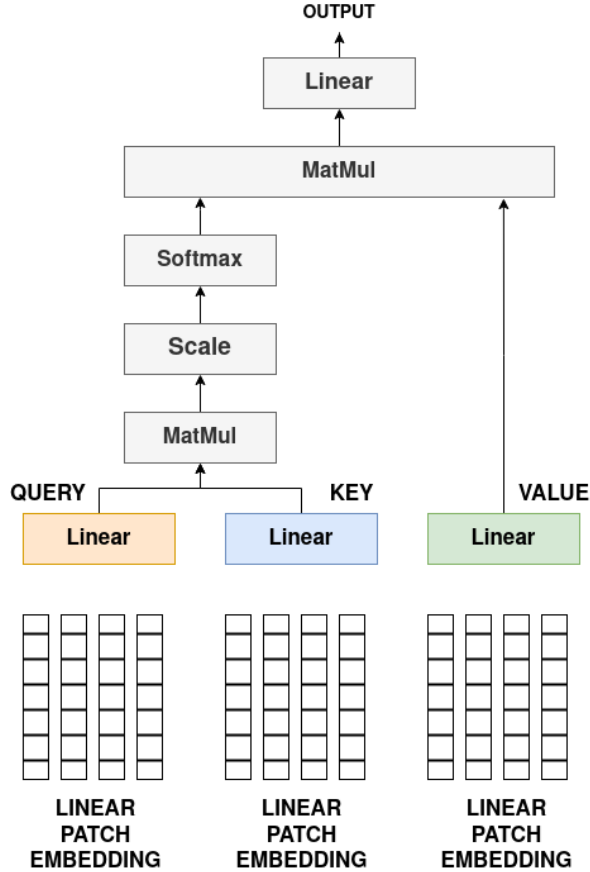 OUTPUT
Linear
MatMul
Softmax
Scale
MatMul
QUERY KEY VALUE
Linear Linear Linear
LINEAR LINEAR LINEAR
PATCH PATCH PATCH
EMBEDDING EMBEDDING EMBEDDING